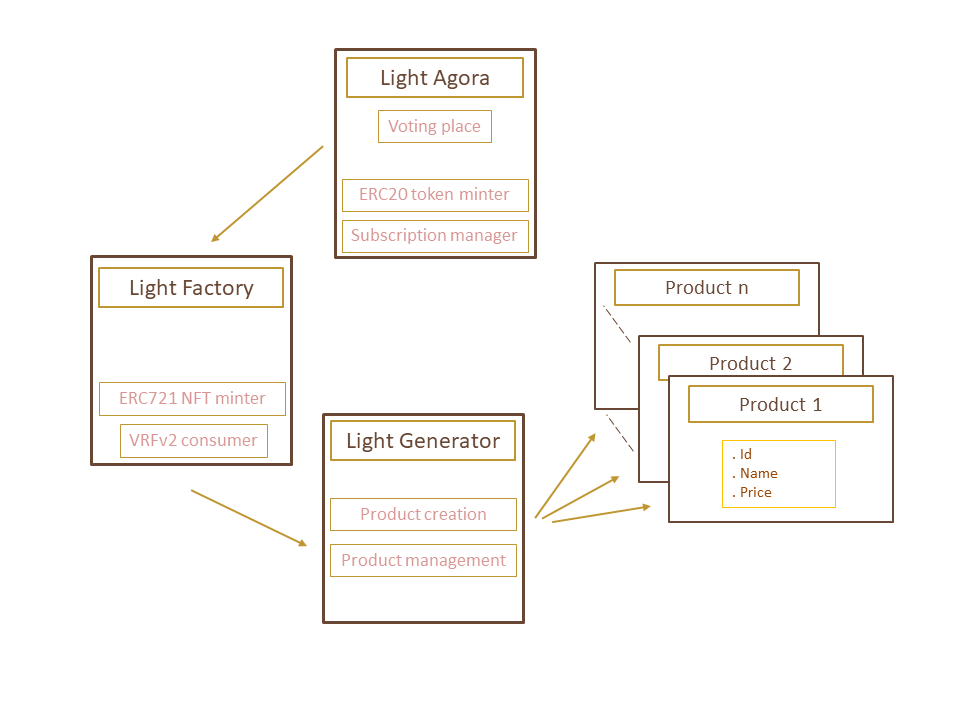 Light Agora
Voting place
ERC20 token minter
Subscription manager
Light Factory
ERC721 NFT minter
VRFv2 consumer
Light Generator
Product creation
Product management
Product n
Product 2
Product 1
. Id
. Name
. Price